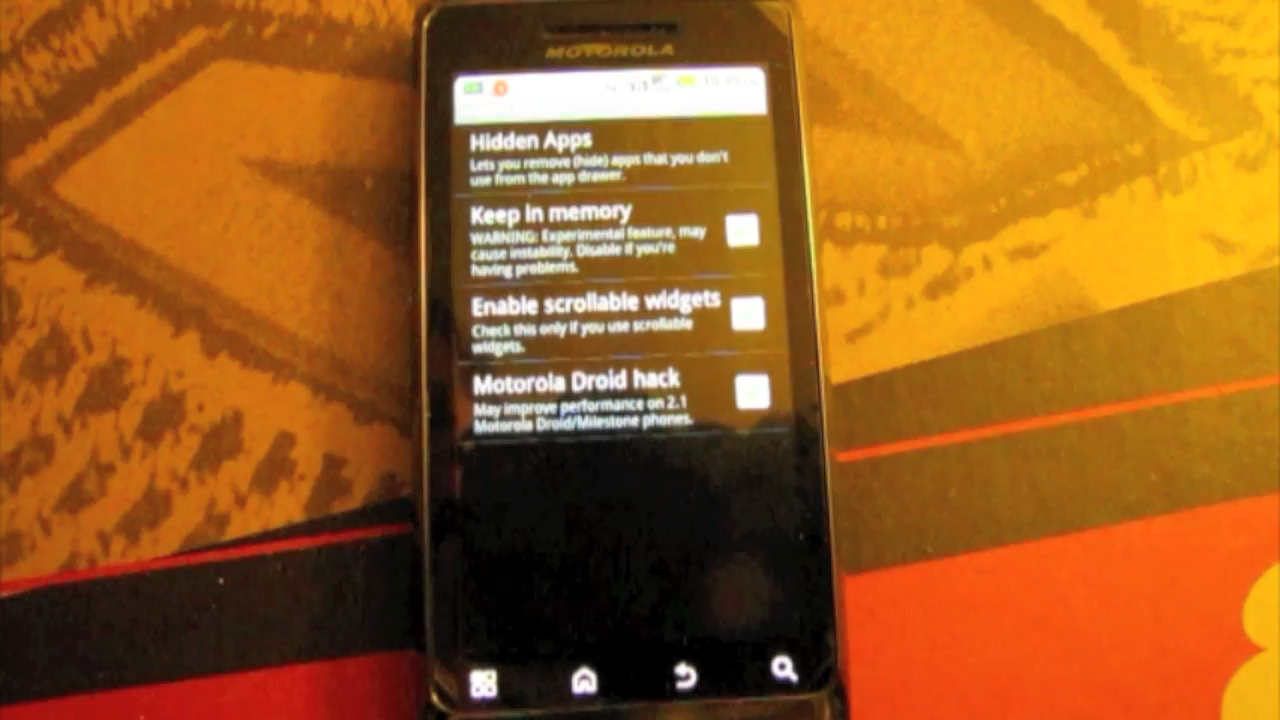 MOTOROLA
Hidden Apps
Lets you remove (hide) apps that you don't
use from the app drawer.
Keep in memory
WARNING: Experimental feature, may
cause instability. Disable if you're
having problems.
Enable scrollable widgets
Check this only if you use scrollable
widgets.
Motorola Droid hack
May improve performance on 2.1
Motorola Droid/Milestone phones.